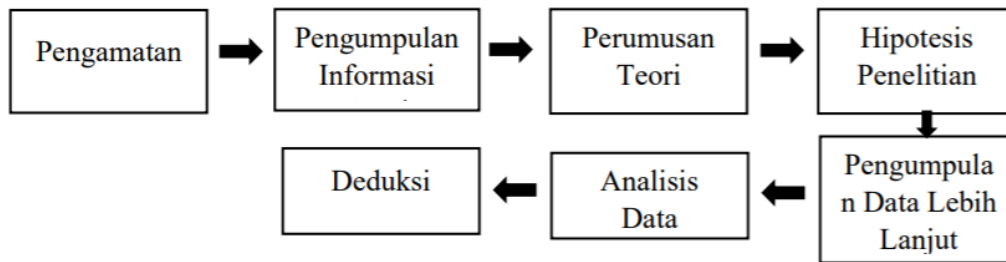 Pengamatan
Pengumpulan
Informasi
Perumusan
Teori
Hipotesis
Penelitian
Pengumpula
n Data Lebih
Lanjut
Analisis
Data
Deduksi